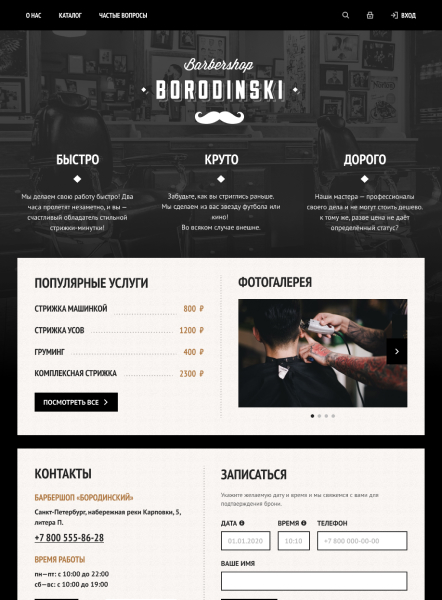 О НАС КАТАЛОГ ЧАСТЫЕ ВОПРОСЫ ВХОД
Barbershop
BORODINSKI
БЫСТРО
Мы делаем свою работу быстро! Два
часа пролетят незаметно, и вы —
счастливый обладатель стильной
стрижки-минутки!
КРУТО
Забудьте, как вы стриглись раньше.
Мы сделаем из вас звезду футбола или
кино!
Во всяком случае внешне.
ДОРОГО
Наши мастера — профессионалы
своего дела и не могут стоить дешево.
к тому же, разве цена не даёт
определённый статус?
ПОПУЛЯРНЫЕ УСЛУГИ
СТРИЖКА МАШИНКОЙ 800 ₽
СТРИЖКА УСОВ 1200 ₽
ГРУМИНГ 400 ₽
КОМПЛЕКСНАЯ СТРИЖКА 2300 ₽
ПОСМОТРЕТЬ ВСЕ
ФОТОГАЛЕРЕЯ
КОНТАКТЫ
БАРБЕРШОП «БОРОДИНСКИЙ»
Санкт-Петербург, набережная реки Карповки, 5,
литера П.
+7 800 555-86-28
ВРЕМЯ РАБОТЫ
пн—пт: с 10:00 до 22:00
сб—вс: с 10:00 до 19:00
ЗАПИСАТЬСЯ
Укажите желаемую дату и время и мы свяжемся с вами для
подтверждения брони.
ДАТА ВРЕМЯ ТЕЛЕФОН
01.01.2020 10:10 +7 800 000-00-00
ВАШЕ ИМЯ